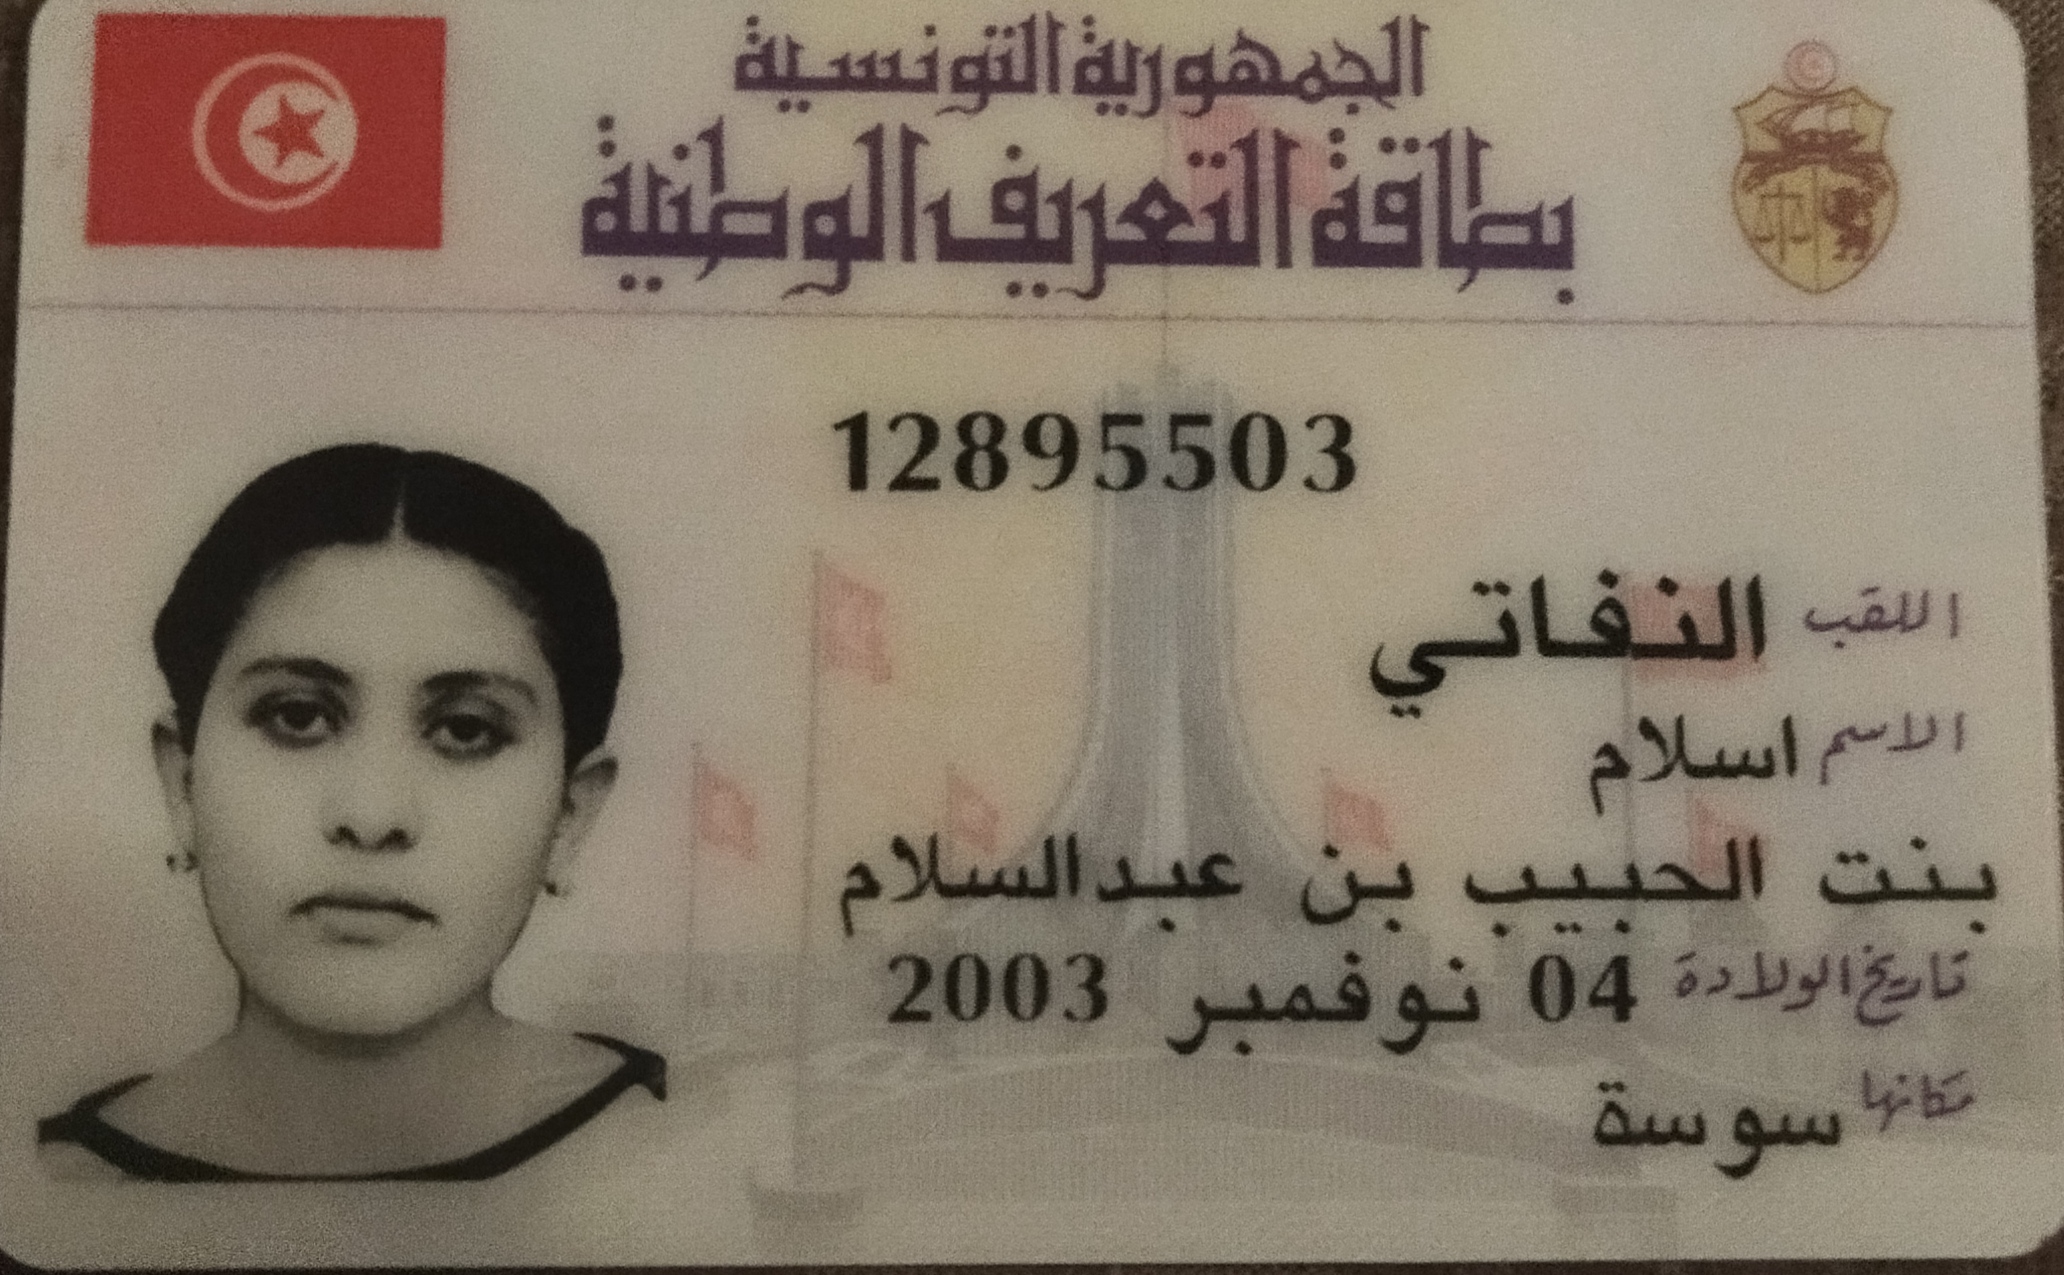 الجمهورية التونسية
بطاقة التعريف الوطنية
12895503
اللقب النفاتي
الاسم اسلام
بنت الحبيب بن عبدالسلام
تاريخ الولادة 04 نوفمبر 2003
مكانها سوسة